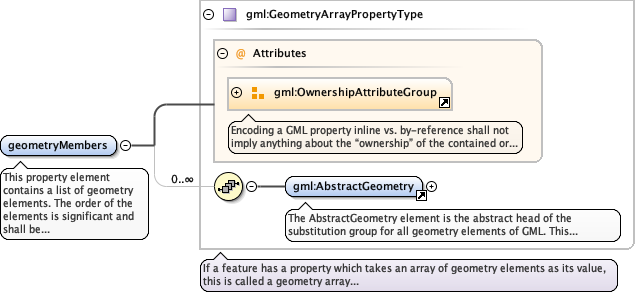 gml:GeometryArrayPropertyType
@ Attributes
gml:OwnershipAttributeGroup
Encoding a GML property inline vs. by-reference shall not
imply anything about the “ownership” of the contained or...
geometryMembers
This property element
contains a list of geometry
elements. The order of the
elements is significant and
shall be...
0..∞
gml:AbstractGeometry
The AbstractGeometry element is the abstract head of the
substitution group for all geometry elements of GML. This...
If a feature has a property which takes an array of geometry elements as its value,
this is called a geometry array...